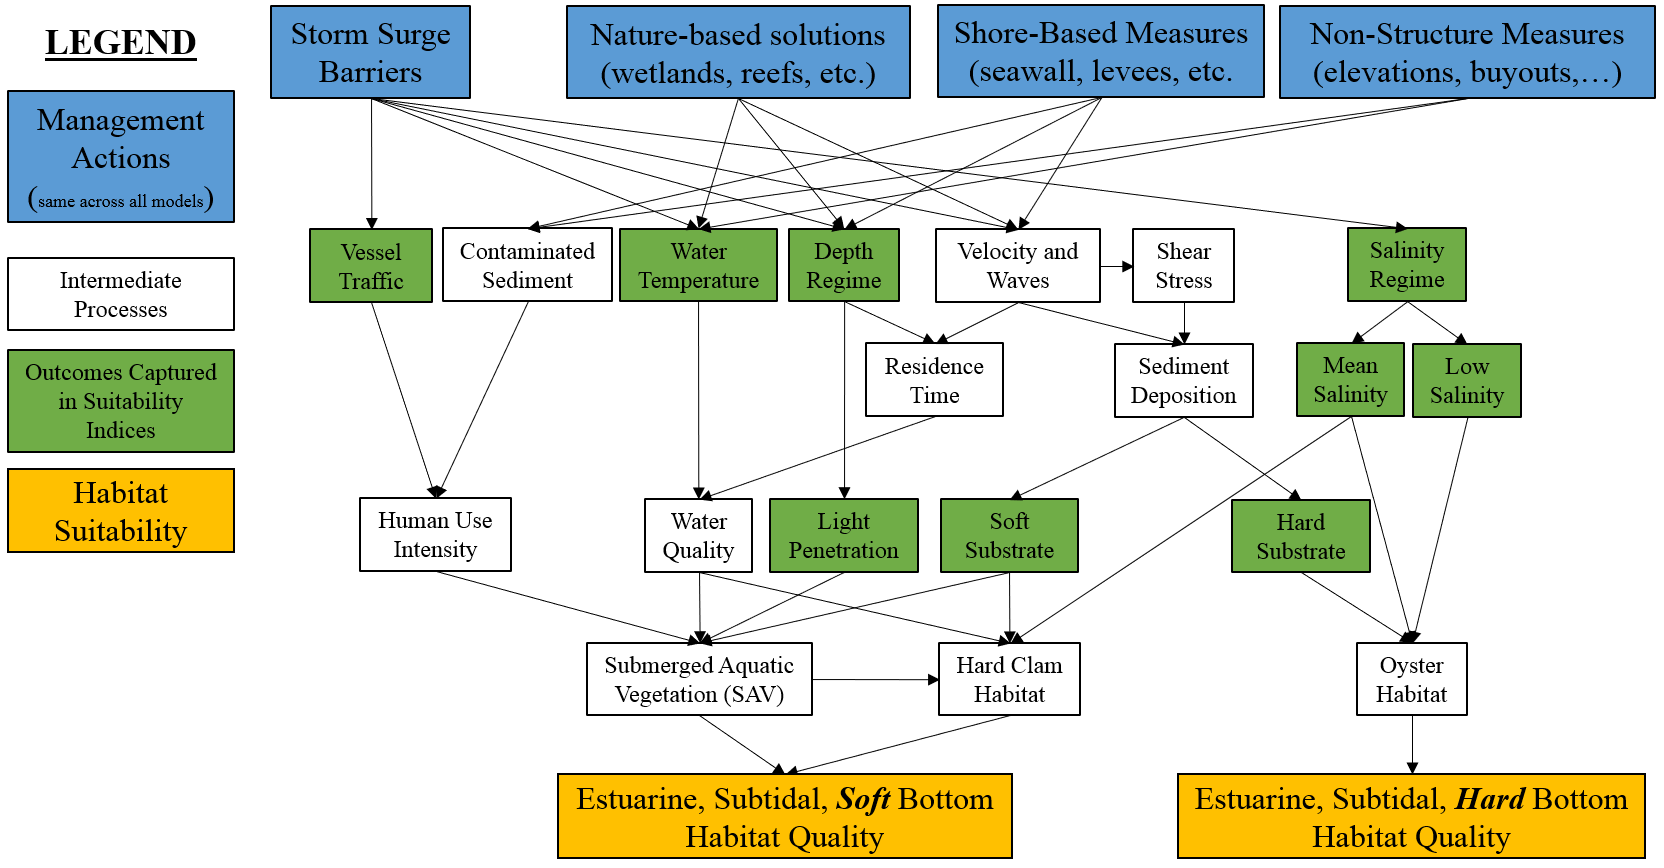 LEGEND
Management
Actions
(same across all models)
Intermediate
Processes
Outcomes Captured
in Suitability
Indices
Habitat
Suitability
Storm Surge
Barriers
Nature-based solutions
(wetlands, reefs, etc.)
Shore-Based Measures
(seawall, levees, etc.
Non-Structure Measures
(elevations, buyouts,…)
Vessel
Traffic
Contaminated
Sediment
Water
Temperature
Depth
Regime
Velocity and
Waves
Shear
Stress
Salinity
Regime
Residence
Time
Sediment
Deposition
Mean
Salinity
Low
Salinity
Human Use
Intensity
Water
Quality
Light
Penetration
Soft
Substrate
Hard
Substrate
Submerged Aquatic
Vegetation (SAV)
Hard Clam
Habitat
Oyster
Habitat
Estuarine, Subtidal, Soft Bottom
Habitat Quality
Estuarine, Subtidal, Hard Bottom
Habitat Quality